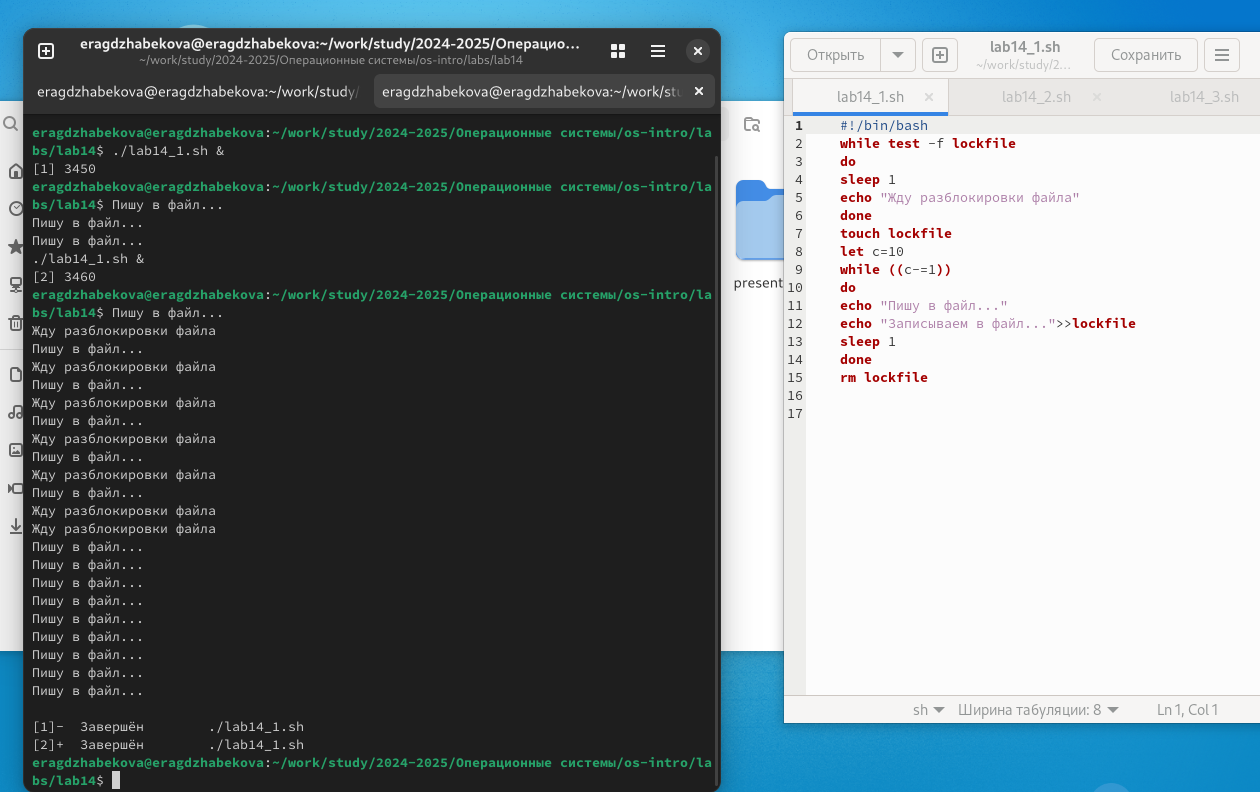 eragdzhabekova@eragdzhabekova:~/work/study/2024-2025/Операцио...
~/work/study/2024-2025/Операционные системы/os-intro/labs/lab14
eragdzhabekova@eragdzhabekova:~/work/study/
eragdzhabekova@eragdzhabekova:~/work/stu
eragdzhabekova@eragdzhabekova:~/work/study/2024-2025/Операционные системы/os-intro/la
bs/lab14$ ./lab14_1.sh &
[1] 3450
eragdzhabekova@eragdzhabekova:~/work/study/2024-2025/Операционные системы/os-intro/la
bs/lab14$ Пишу в файл...
Пишу в файл...
Пишу в файл...
./lab14_1.sh &
[2] 3460
eragdzhabekova@eragdzhabekova:~/work/study/2024-2025/Операционные системы/os-intro/la
bs/lab14$ Пишу в файл...
Жду разблокировки файла
Пишу в файл...
Жду разблокировки файла
Пишу в файл...
Жду разблокировки файла
Пишу в файл...
Жду разблокировки файла
Пишу в файл...
Жду разблокировки файла
Пишу в файл...
Жду разблокировки файла
Жду разблокировки файла
Пишу в файл...
Пишу в файл...
Пишу в файл...
Пишу в файл...
Пишу в файл...
Пишу в файл...
Пишу в файл...
Пишу в файл...
Пишу в файл...
[1]-  Завершён        ./lab14_1.sh
[2]+  Завершён        ./lab14_1.sh
eragdzhabekova@eragdzhabekova:~/work/study/2024-2025/Операционные системы/os-intro/la
bs/lab14$
present
Открыть
lab14_1.sh
~/work/study/2...
Сохранить
lab14_1.sh
lab14_2.sh
lab14_3.sh
1 #!/bin/bash
2 while test -f lockfile
3 do
4 sleep 1
5 echo "Жду разблокировки файла"
6 done
7 touch lockfile
8 let c=10
9 while ((c-=1))
10 do
11 echo "Пишу в файл..."
12 echo "Записываем в файл...">>lockfile
13 sleep 1
14 done
15 rm lockfile
16
17
sh
Ширина табуляции: 8
Ln 1, Col 1